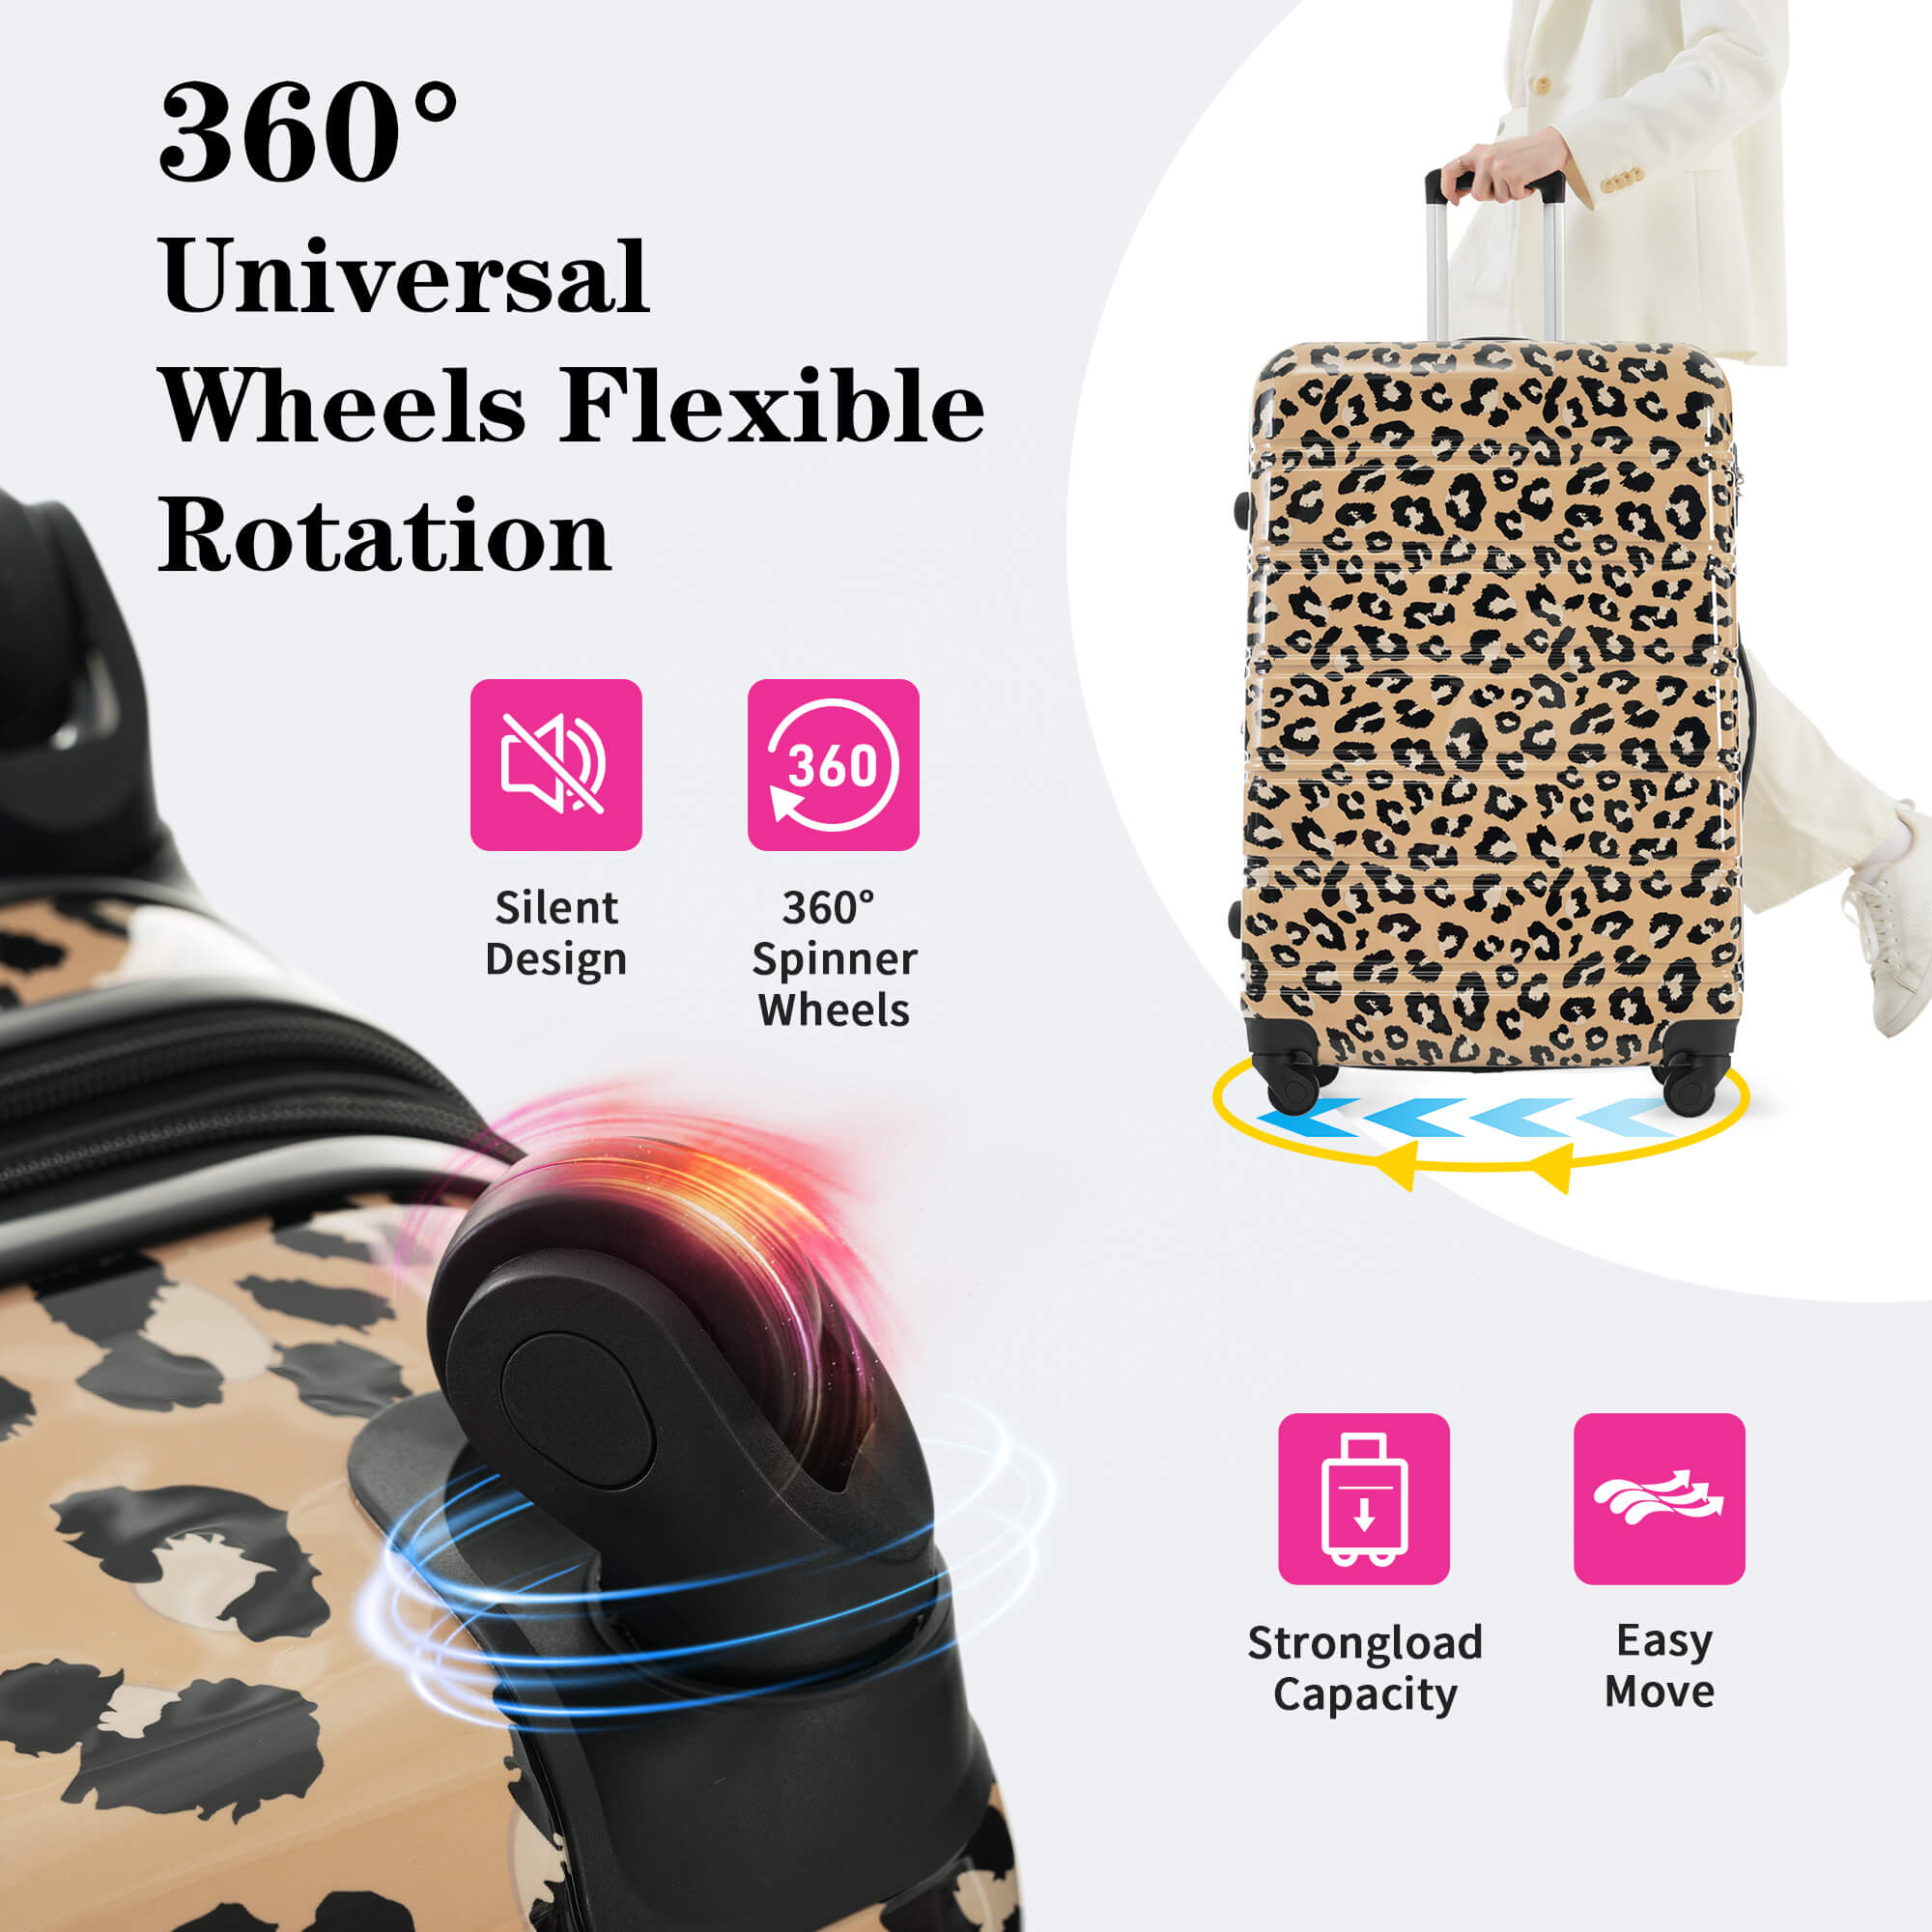 360°
Universal
Wheels Flexible
Rotation
360
Silent
Design
360°
Spinner
Wheels
Strongload
Capacity
Easy
Move